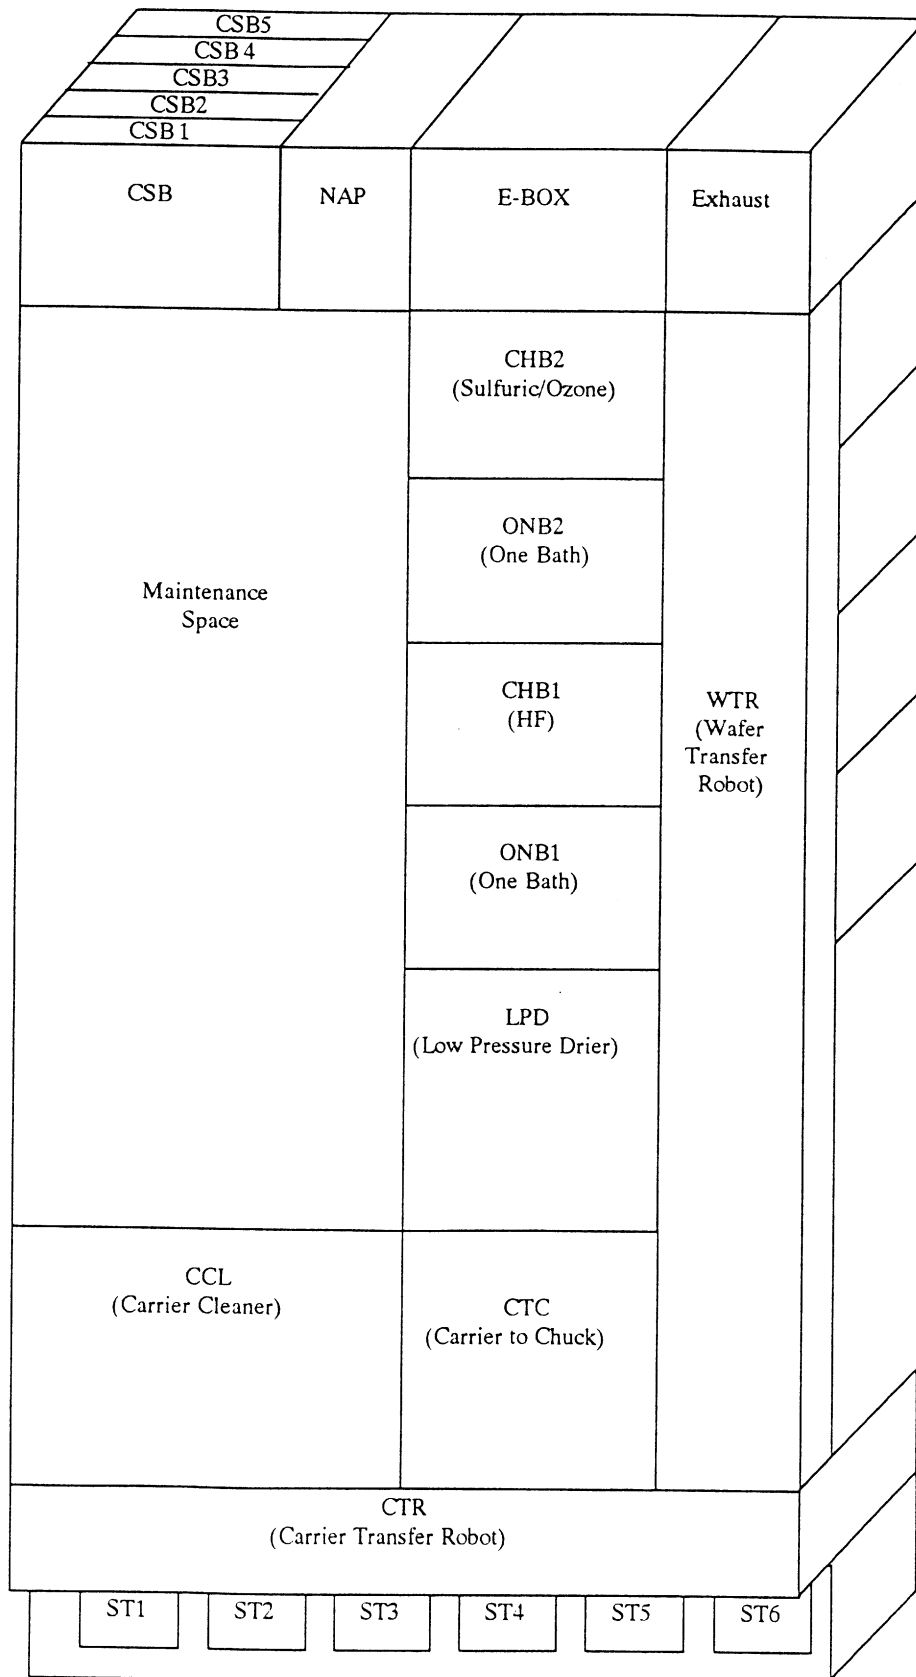 CSB5
CSB 4
CSB3
CSB2
CSB 1
CSB
NAP
E-BOX
Exhaust
CHB2
(Sulfuric/Ozone)
ONB2
(One Bath)
Maintenance
Space
CHB1
(HF)
WTR
(Wafer
Transfer
Robot)
ONB1
(One Bath)
LPD
(Low Pressure Drier)
CCL
(Carrier Cleaner)
CTC
(Carrier to Chuck)
CTR
(Carrier Transfer Robot)
ST1
ST2
ST3
ST4
ST5
ST6